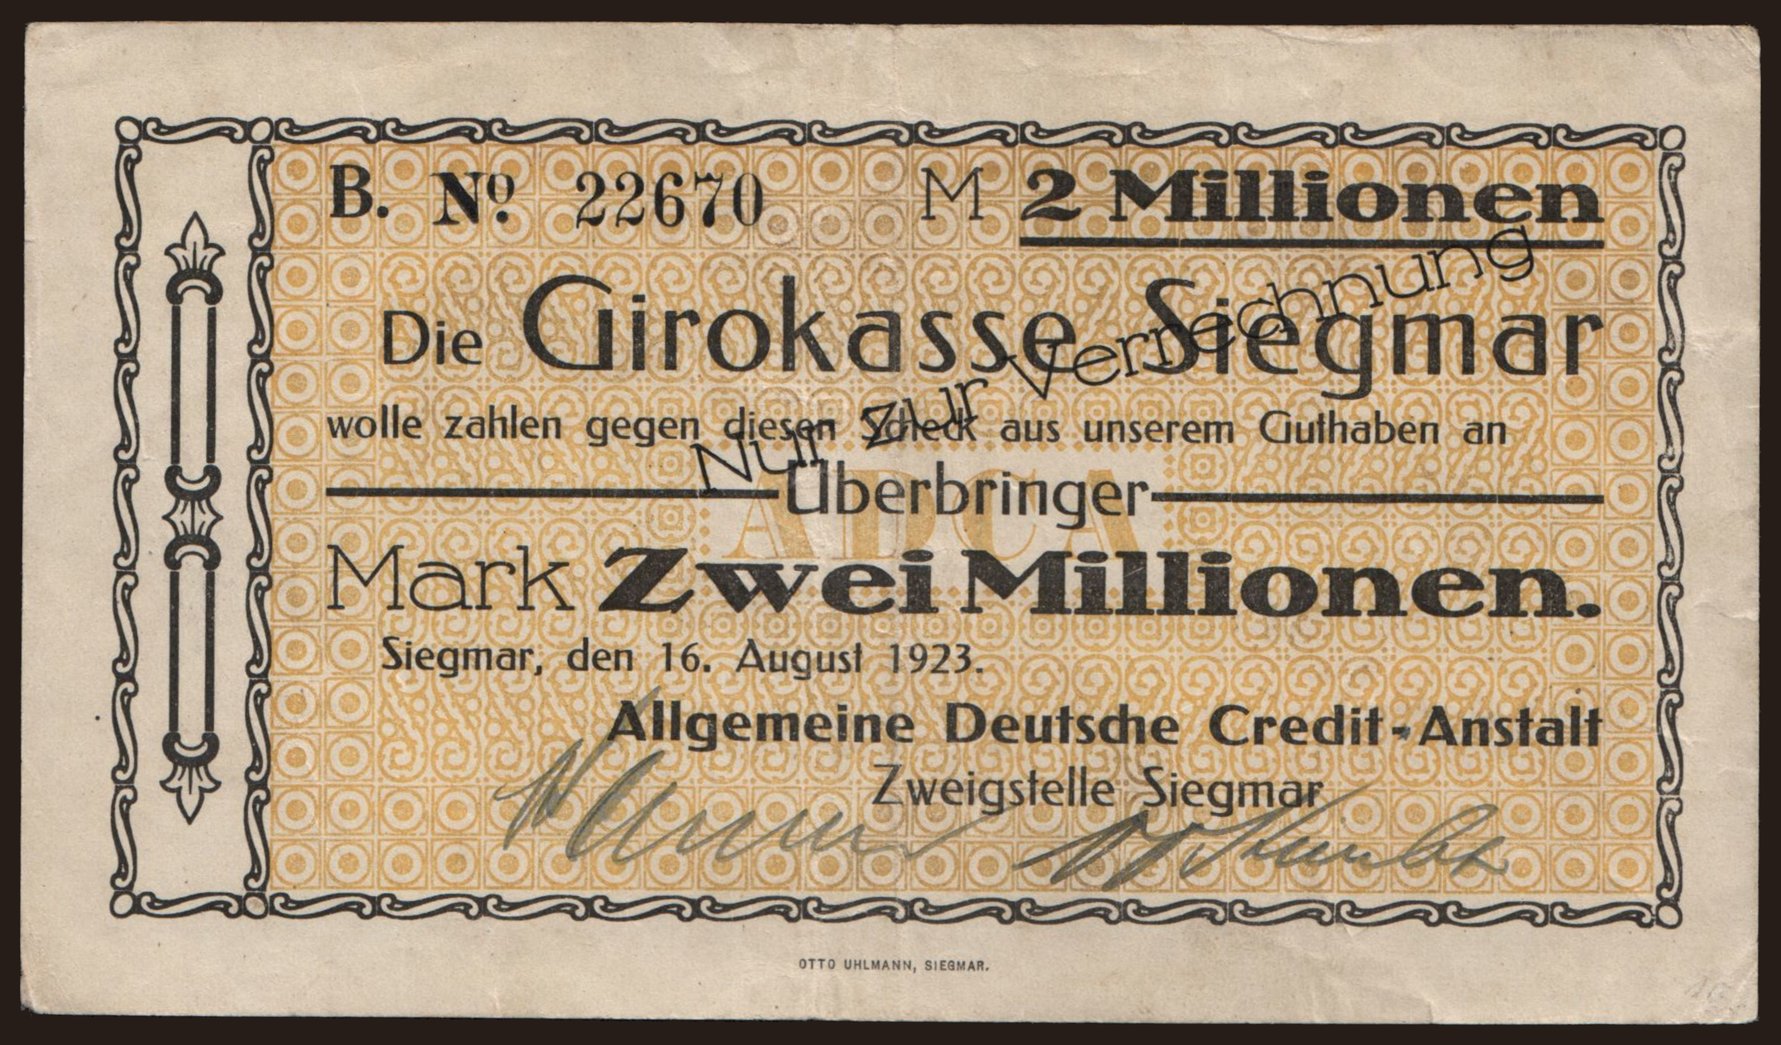 B. No. 22670 M 2 Millionen
Die Girokasse Siegmar
wolle zahlen gegen diesen Scheck aus unserem Guthaben an
Überbringer
Nur zur Verrechnung
ADCA
Mark Zwei Millionen.
Siegmar, den 16. August 1923.
Allgemeine Deutsche Credit-Anstalt
Zweigstelle Siegmar
OTTO UHLMANN, SIEGMAR.